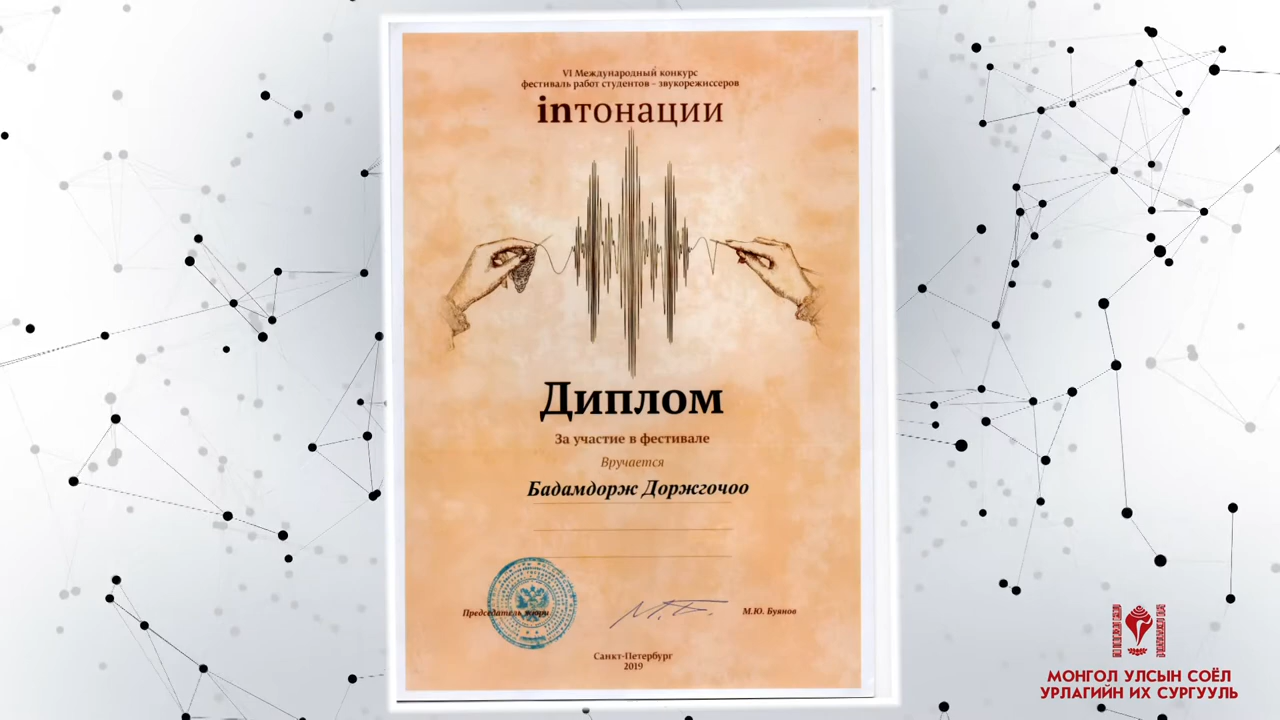 VI Международный конкурс
фестиваль работ студентов – звукорежиссеров
inтонации
Диплом
За участие в фестивале
Вручается
Бадамдорж Доржгочоо
Председатель жюри
М.Ю. Буянов
Санкт-Петербург
2019
МОНГОЛ УЛСЫН СОЁЛ
УРЛАГИЙН ИХ СУРГУУЛЬ